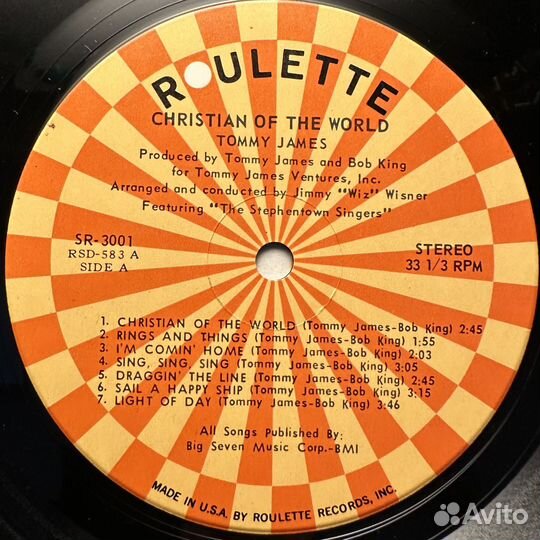 ROULETTE
CHRISTIAN OF THE WORLD
TOMMY JAMES
Produced by Tommy James and Bob King
for Tommy James Ventures, Inc.
Arranged and conducted by Jimmy "Wiz" Wisner
Featuring "The Stephentown Singers"
SR-3001
RSD-583 A
SIDE A
STEREO
33 1/3 RPM
1. CHRISTIAN OF THE WORLD (Tommy James-Bob King) 2:45
2. RINGS AND THINGS (Tommy James-Bob King) 1:55
3. I'M COMIN' HOME (Tommy James-Bob King) 2:03
4. SING, SING, SING (Tommy James-Bob King) 3:05
5. DRAGGIN' THE LINE (Tommy James-Bob King) 2:45
6. SAIL A HAPPY SHIP (Tommy James-Bob King) 3:15
7. LIGHT OF DAY (Tommy James-Bob King) 3:46
All Songs Published By:
Big Seven Music Corp.-BMI
MADE IN U.S.A. BY ROULETTE RECORDS, INC.
Avito